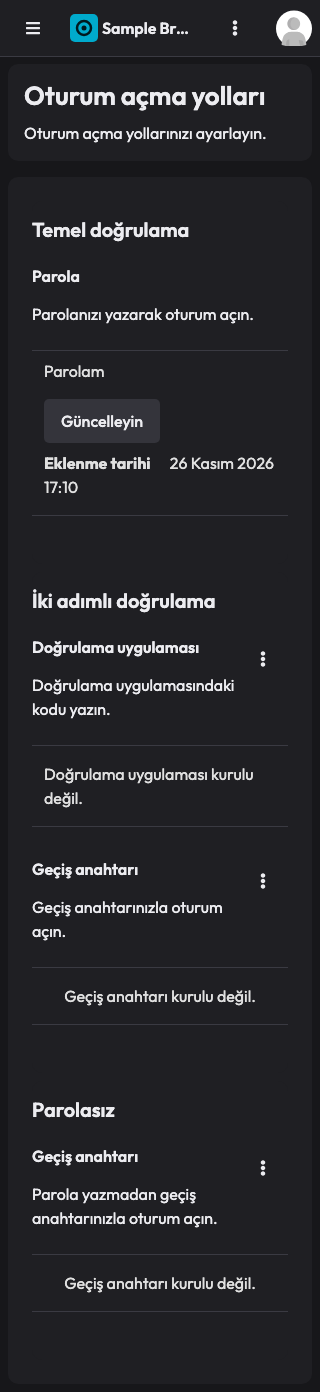 Sample Br...
Oturum açma yolları
Oturum açma yollarınızı ayarlayın.
Temel doğrulama
Parola
Parolanızı yazarak oturum açın.
Parolam
Güncelleyin
Eklenme tarihi 26 Kasım 2026
17:10
İki adımlı doğrulama
Doğrulama uygulaması
Doğrulama uygulamasındaki
kodu yazın.
Doğrulama uygulaması kurulu
değil.
Geçiş anahtarı
Geçiş anahtarınızla oturum
açın.
Geçiş anahtarı kurulu değil.
Parolasız
Geçiş anahtarı
Parola yazmadan geçiş
anahtarınızla oturum açın.
Geçiş anahtarı kurulu değil.